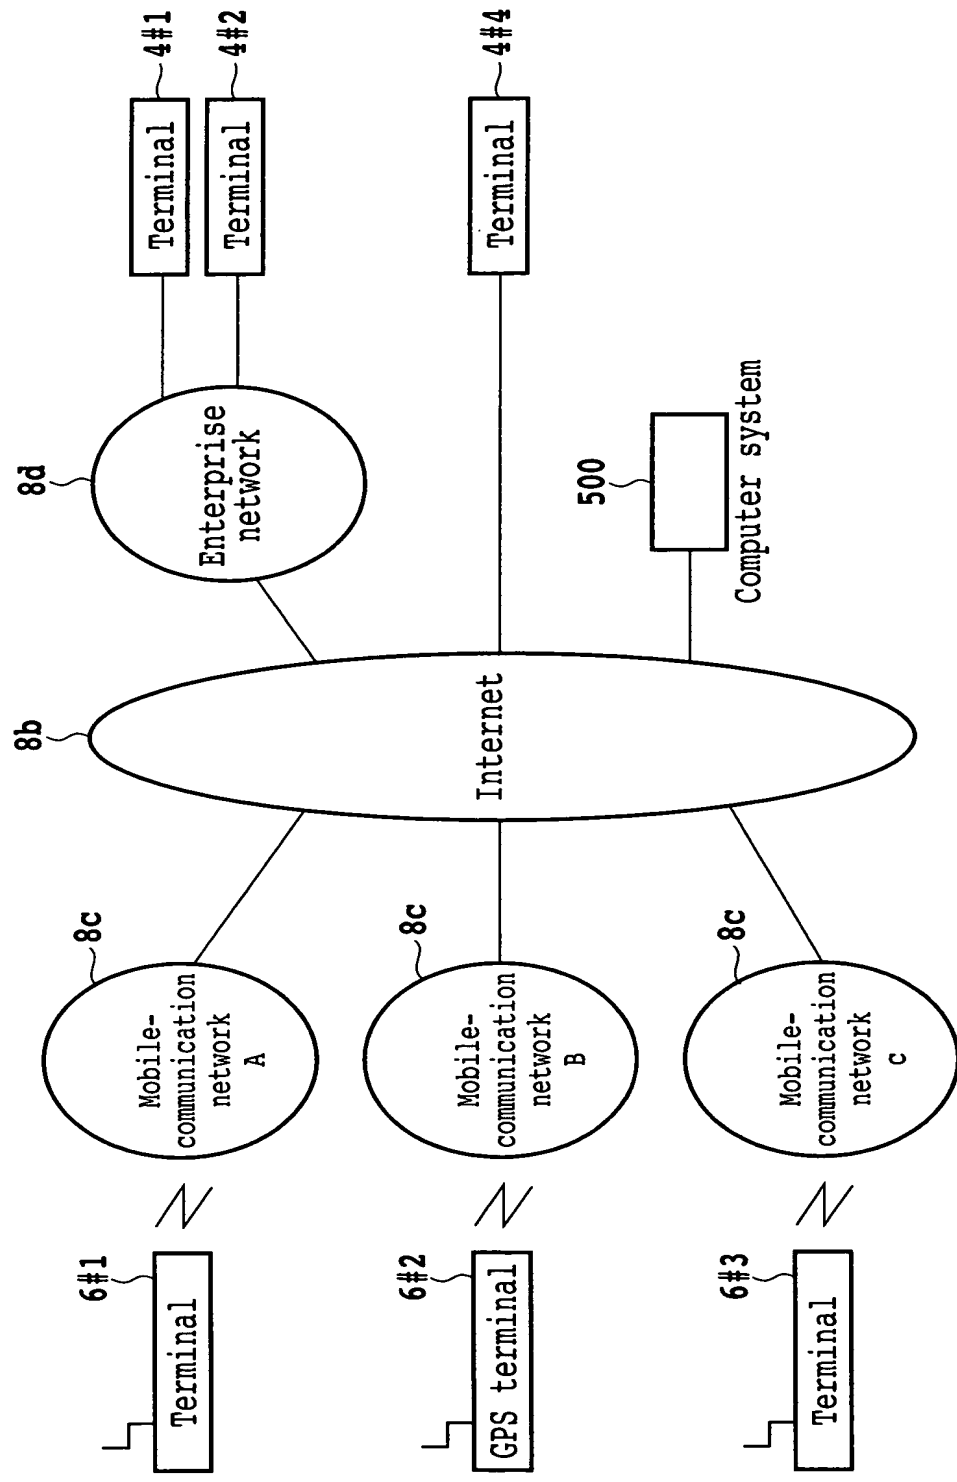 6#1
Terminal
8c
Mobile-
communication
network
A
8b
Internet
8d
Enterprise
network
Terminal
4#1
Terminal
4#2
6#2
GPS terminal
8c
Mobile-
communication
network
B
Terminal
4#4
500
Computer system
6#3
Terminal
8c
Mobile-
communication
network
C